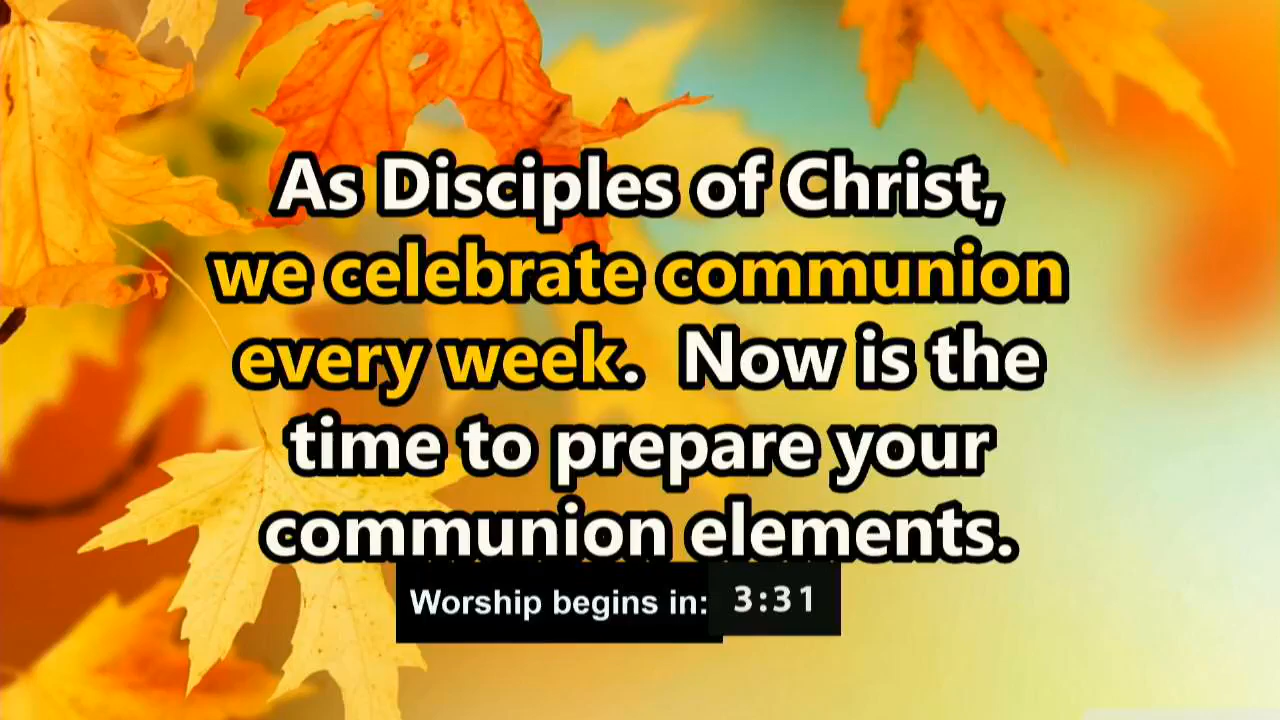 As Disciples of Christ,
we celebrate communion
every week. Now is the
time to prepare your
communion elements.
Worship begins in: 3:31